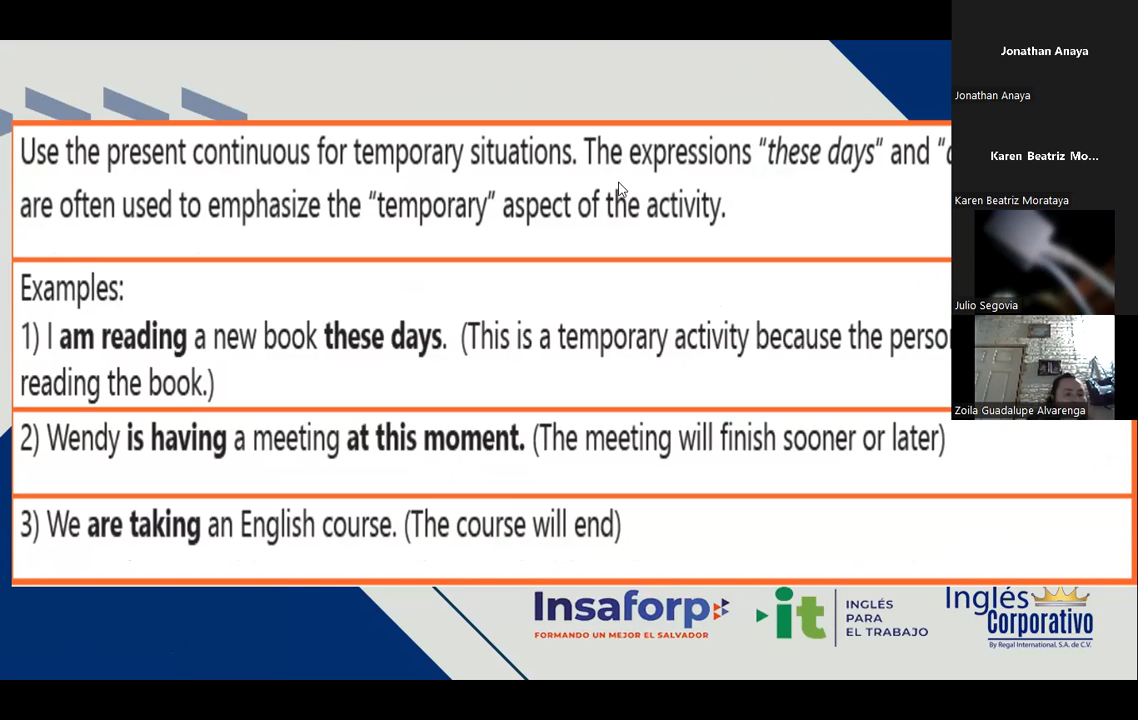 Use the present continuous for temporary situations. The expressions “these days” and “
are often used to emphasize the “temporary” aspect of the activity.
Examples:
1) I am reading a new book these days. (This is a temporary activity because the person
reading the book.)
2) Wendy is having a meeting at this moment. (The meeting will finish sooner or later)
3) We are taking an English course. (The course will end)
Insaforp
FORMANDO UN MEJOR EL SALVADOR
it
INGLÉS
PARA
EL TRABAJO
Inglés
Corporativo
By Regal International, S.A. de C.V.
Jonathan Anaya
Jonathan Anaya
Karen Beatriz Mo...
Karen Beatriz Morataya
Julio Segovia
Zoila Guadalupe Alvarenga